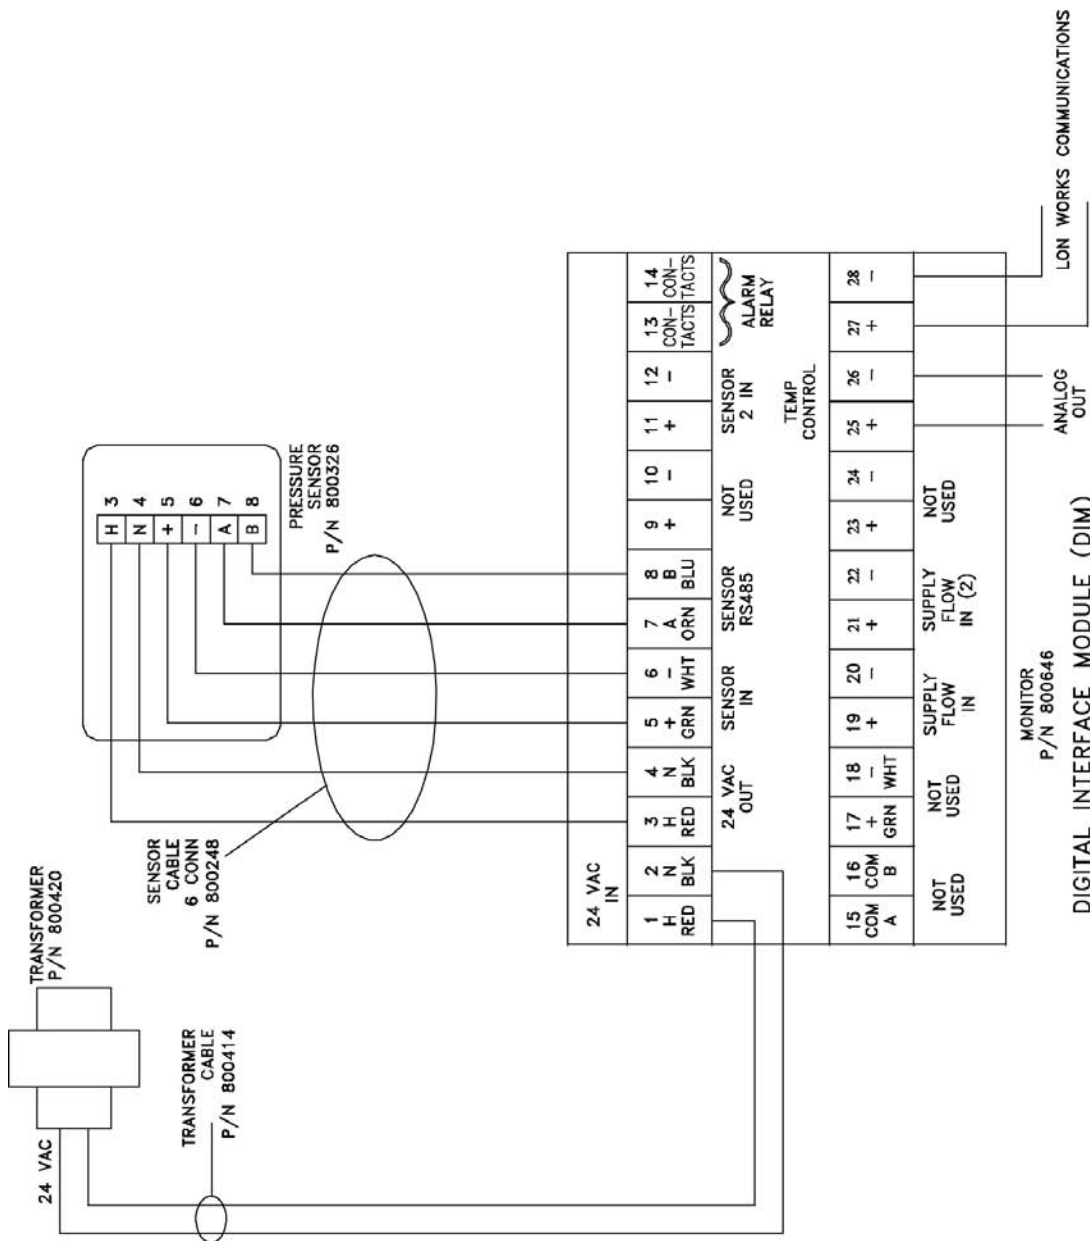 TRANSFORMER
P/N 800420
24 VAC
TRANSFORMER
CABLE
P/N 800414
SENSOR
CABLE
6 CONN
P/N 800248
H 3
N 4
+ 5
- 6
A 7
B 8
PRESSURE
SENSOR
P/N 800326
24 VAC
IN
1 2 3 4 5 6 7 8 9 10 11 12 13 14
H N H N + - A B + - + - CON- CON-
TACTS TACTS
RED BLK RED BLK GRN WHT ORN BLU
24 VAC
OUT
SENSOR
IN
SENSOR
RS485
NOT
USED
SENSOR
2 IN
ALARM
RELAY
TEMP
CONTROL
15 16 17 18 19 20 21 22 23 24 25 26 27 28
COM COM + - + - + - + - + - + -
A B GRN WHT
NOT
USED
NOT
USED
SUPPLY
FLOW
IN
SUPPLY
FLOW
IN (2)
NOT
USED
MONITOR
P/N 800646
ANALOG
OUT
LON WORKS COMMUNICATIONS
DIGITAL INTERFACE MODULE (DIM)